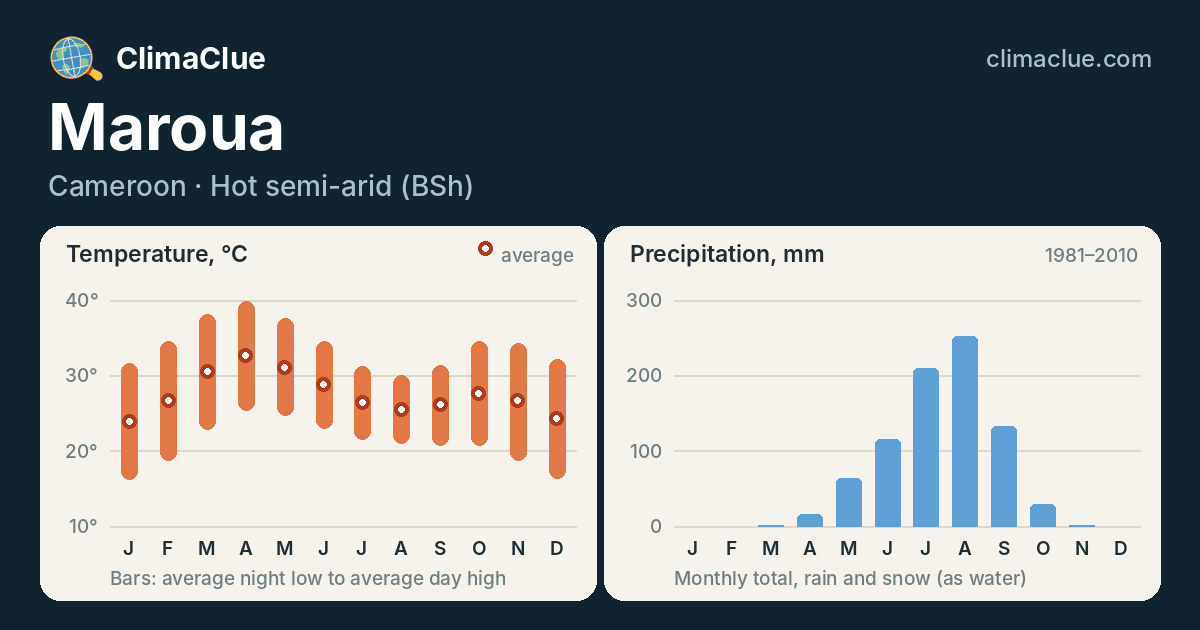 ClimaClue
climaclue.com
Maroua
Cameroon · Hot semi-arid (BSh)
Temperature, °C
average
40°
30°
20°
10°
J F M A M J J A S O N D
Bars: average night low to average day high
Precipitation, mm
1981–2010
300
200
100
0
J F M A M J J A S O N D
Monthly total, rain and snow (as water)